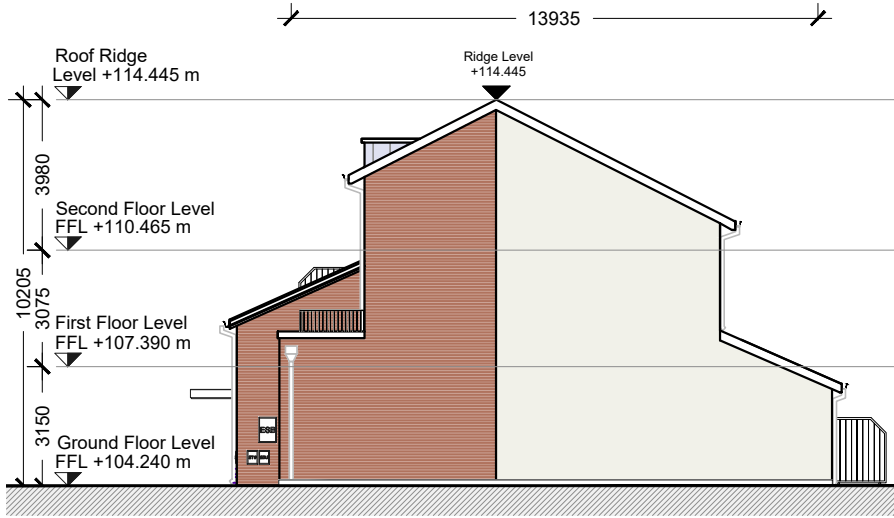 13935
Roof Ridge
Level +114.445 m
Ridge Level
+114.445
3980
Second Floor Level
FFL +110.465 m
10205
3075
First Floor Level
FFL +107.390 m
3150
ESB
Ground Floor Level
FFL +104.240 m